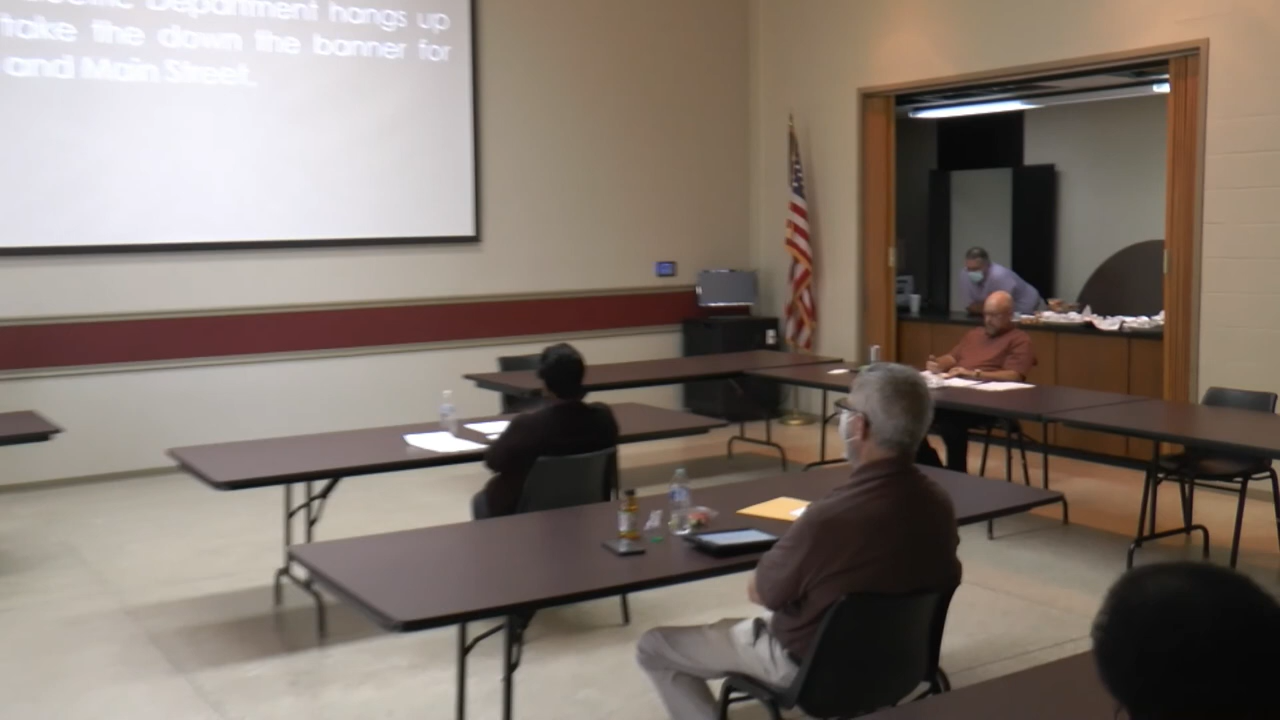 Department hangs up
take the down the banner for
and Main Street.